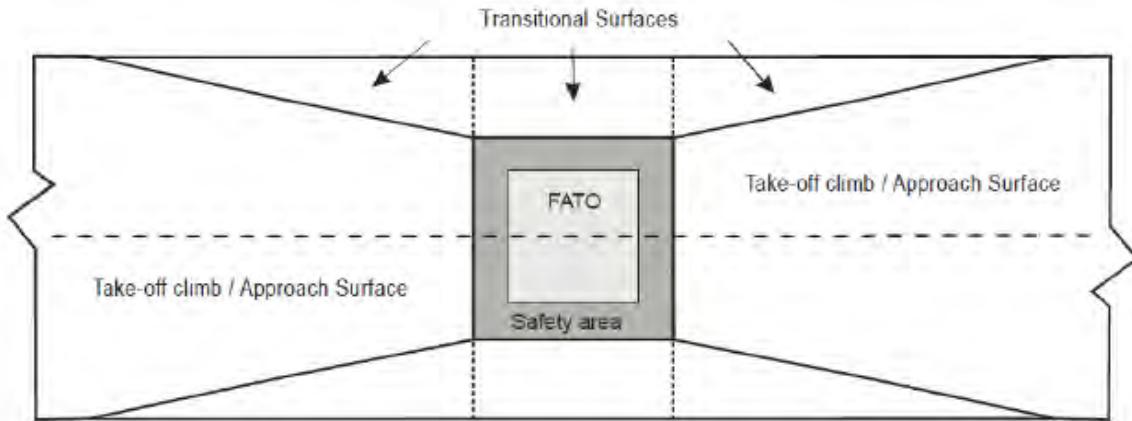 Transitional Surfaces
FATO
Take-off climb / Approach Surface
Take-off climb / Approach Surface
Safety area